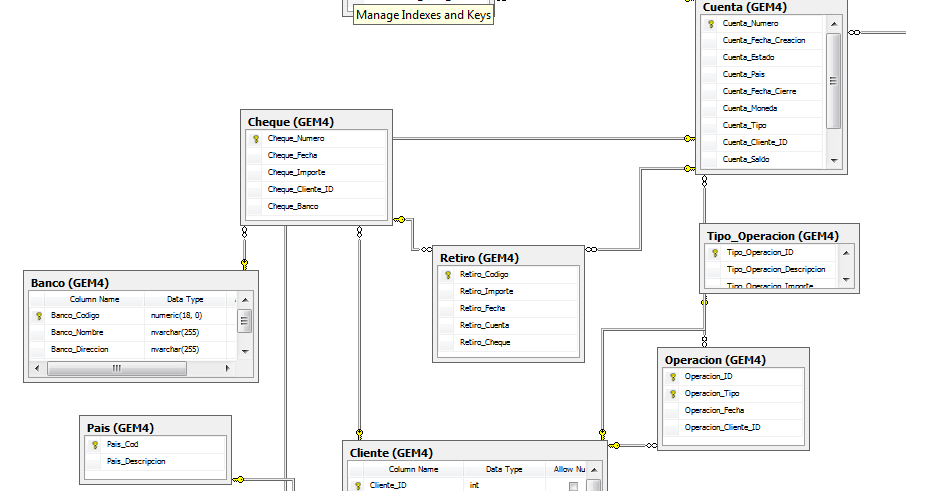 Manage Indexes and Keys
Cuenta (GEM4)
Cuenta_Numero
Cuenta_Fecha_Creacion
Cuenta_Estado
Cuenta_Pais
Cuenta_Fecha_Cierre
Cuenta_Moneda
Cuenta_Tipo
Cuenta_Cliente_ID
Cuenta_Saldo
Cheque (GEM4)
Cheque_Numero
Cheque_Fecha
Cheque_Importe
Cheque_Cliente_ID
Cheque_Banco
Tipo_Operacion (GEM4)
Tipo_Operacion_ID
Tipo_Operacion_Descripcion
Tipo_Operacion_Importe
Retiro (GEM4)
Retiro_Codigo
Retiro_Importe
Retiro_Fecha
Retiro_Cuenta
Retiro_Cheque
Banco (GEM4)
Column Name Data Type
Banco_Codigo numeric(18, 0)
Banco_Nombre nvarchar(255)
Banco_Direccion nvarchar(255)
Operacion (GEM4)
Operacion_ID
Operacion_Tipo
Operacion_Fecha
Operacion_Cliente_ID
Pais (GEM4)
Pais_Cod
Pais_Descripcion
Cliente (GEM4)
Column Name Data Type Allow Nu
Cliente_ID int